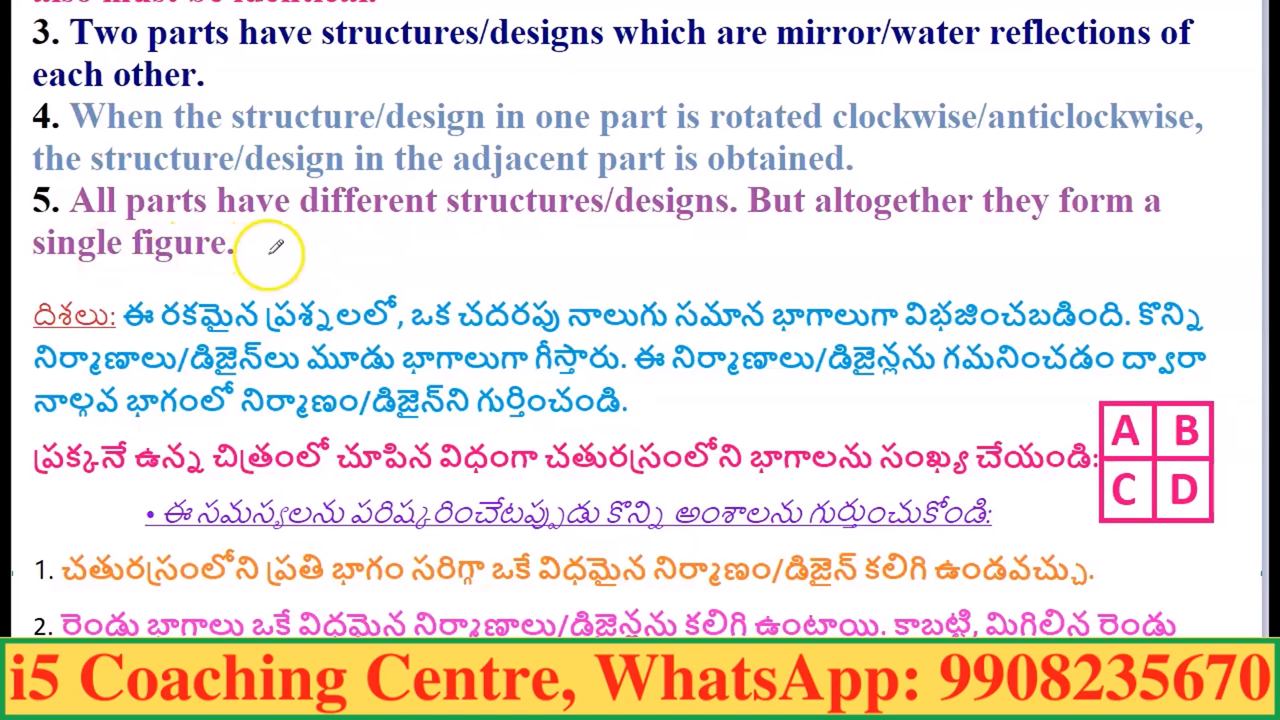 also must be identical.
3. Two parts have structures/designs which are mirror/water reflections of
each other.
4. When the structure/design in one part is rotated clockwise/anticlockwise,
the structure/design in the adjacent part is obtained.
5. All parts have different structures/designs. But altogether they form a
single figure.
దిశలు: ఈ రకమైన ప్రశ్నలలో, ఒక చదరపు నాలుగు సమాన భాగాలుగా విభజించబడింది. కొన్ని
నిర్మాణాలు/డిజైన్‌లు మూడు భాగాలుగా గీస్తారు. ఈ నిర్మాణాలు/డిజైన్లను గమనించడం ద్వారా
నాల్గవ భాగంలో నిర్మాణం/డిజైన్‌ని గుర్తించండి.
ప్రక్కనే ఉన్న చిత్రంలో చూపిన విధంగా చతురస్రంలోని భాగాలను సంఖ్య చేయండి:
A B
C D
• ఈ సమస్యలను పరిష్కరించేటప్పుడు కొన్ని అంశాలను గుర్తుంచుకోండి:
1. చతురస్రంలోని ప్రతి భాగం సరిగ్గా ఒకే విధమైన నిర్మాణం/డిజైన్ కలిగి ఉండవచ్చు.
2. రెండు భాగాలు ఒకే విధమైన నిర్మాణాలు/డిజైన్లను కలిగి ఉంటాయి. కాబట్టి, మిగిలిన రెండు
i5 Coaching Centre, WhatsApp: 9908235670